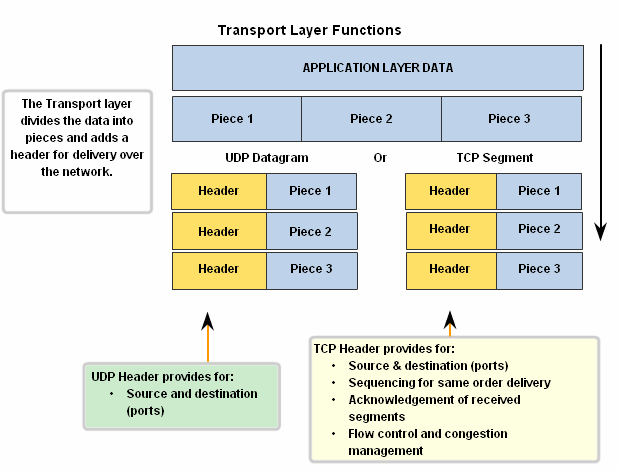 Transport Layer Functions
APPLICATION LAYER DATA
The Transport layer
divides the data into
pieces and adds a
header for delivery over
the network.
Piece 1 Piece 2 Piece 3
UDP Datagram Or TCP Segment
Header Piece 1 Header Piece 1
Header Piece 2 Header Piece 2
Header Piece 3 Header Piece 3
UDP Header provides for:
• Source and destination
(ports)
TCP Header provides for:
• Source & destination (ports)
• Sequencing for same order delivery
• Acknowledgement of received
segments
• Flow control and congestion
management